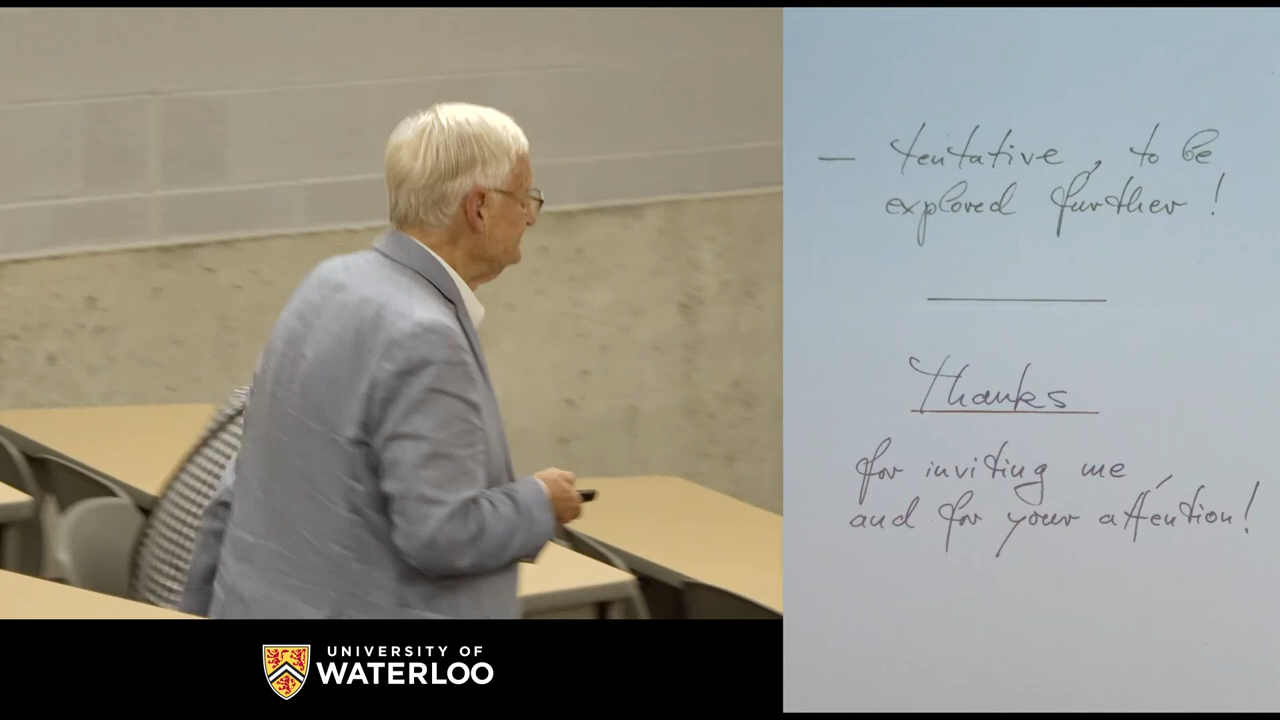 — tentative, to be
explored further!
Thanks
for inviting me,
and for your attention!
UNIVERSITY OF
WATERLOO